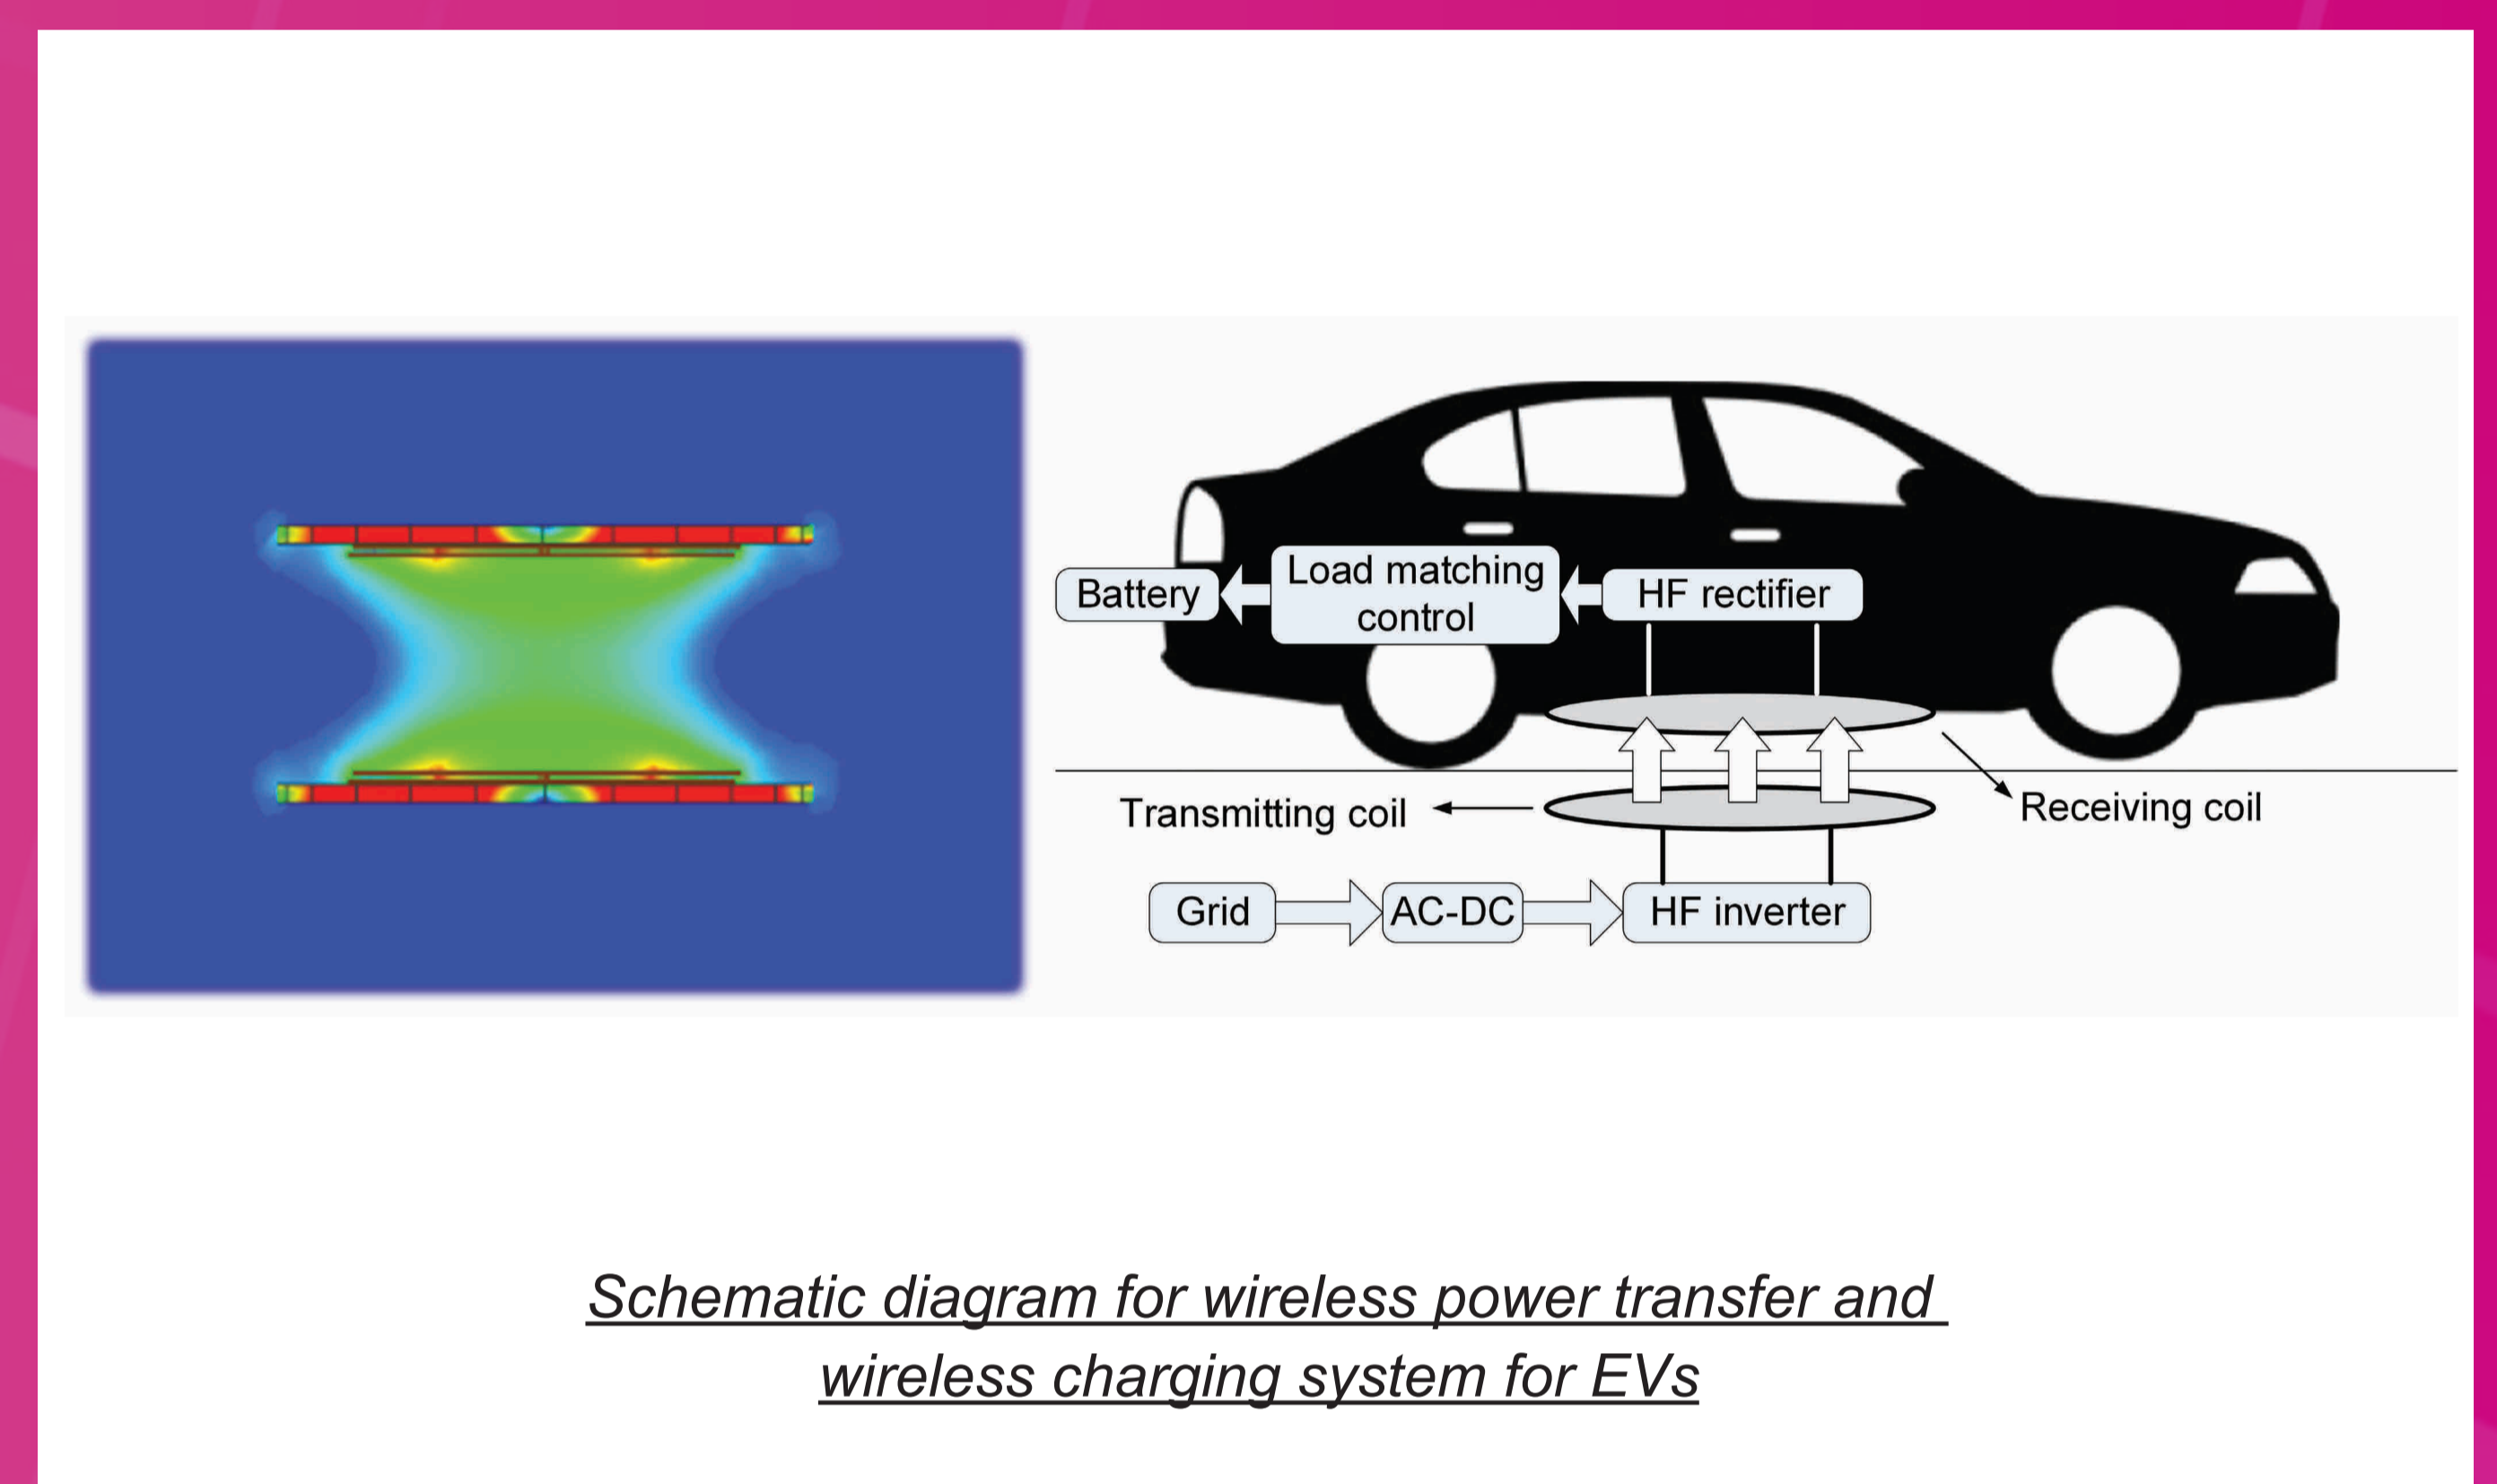 Battery
Load matching
control
HF rectifier
Transmitting coil
Receiving coil
Grid
AC-DC
HF inverter
Schematic diagram for wireless power transfer and
wireless charging system for EVs